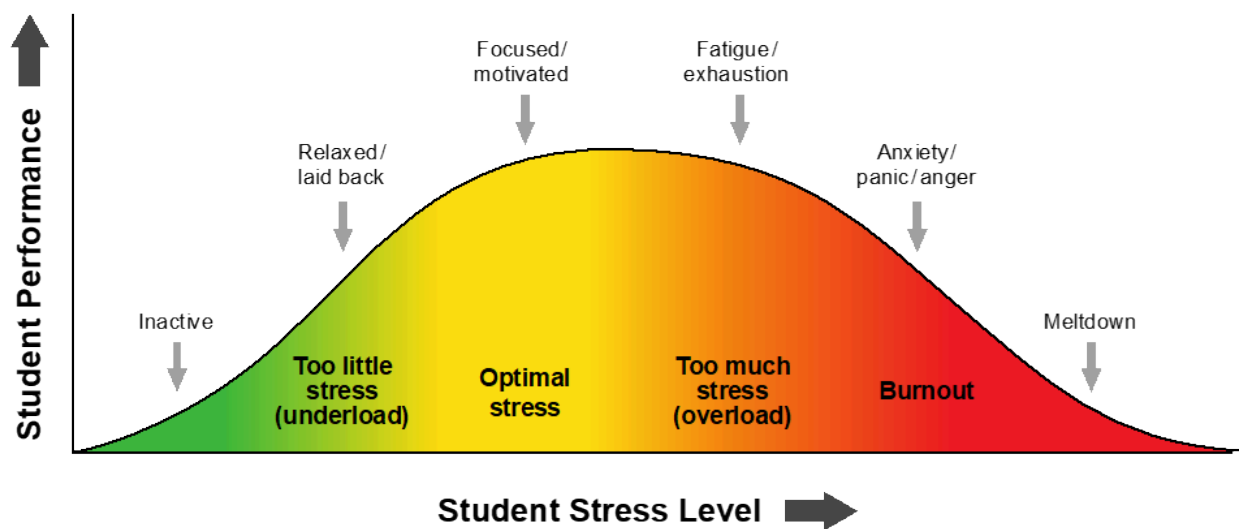 Student Performance
Focused/
motivated
Fatigue/
exhaustion
Relaxed/
laid back
Anxiety/
panic/anger
Inactive
Meltdown
Too little
stress
(underload)
Optimal
stress
Too much
stress
(overload)
Burnout
Student Stress Level